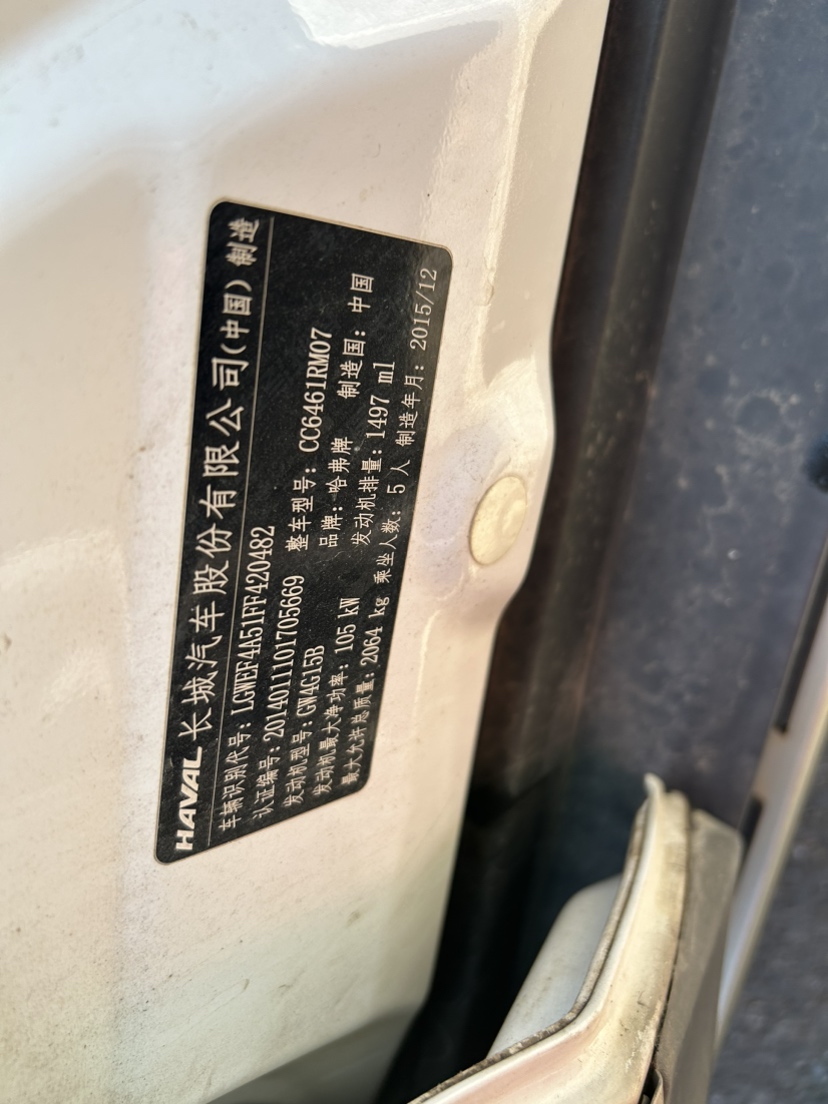 HAVAL 长城汽车股份有限公司(中国) 制造
车辆识别代号: LGWEF4A51FF420482
认证编号: 2014011101705669 整车型号: CC6461RM07
发动机型号: GW4G15B 品牌: 哈弗牌 制造国: 中国
发动机最大净功率: 105 kW 发动机排量: 1497 ml
最大允许总质量: 2064 kg 乘坐人数: 5 人 制造年月: 2015/12